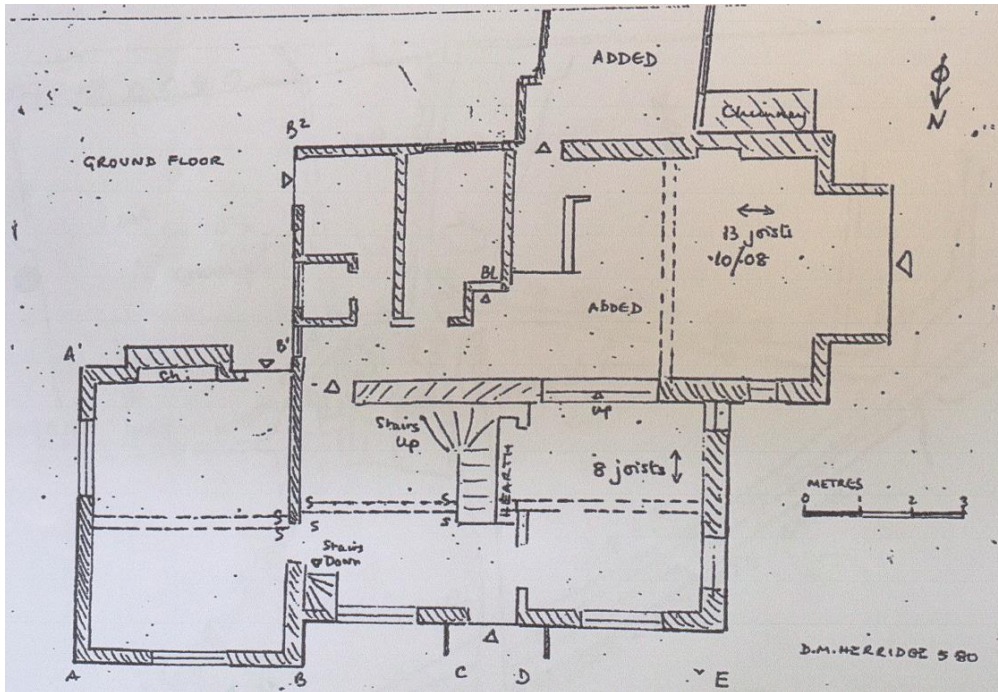 ADDED
Chimney
N
B²
GROUND FLOOR
13 joists
10/08
BL
ADDED
B'
A'
Ch:
up
Stairs
Up
HEARTH
8 joists
METRES
0 1 2 3
S S S
S S S
Stairs
Down
D.M.HERRIDGE 5 80
A B C D E